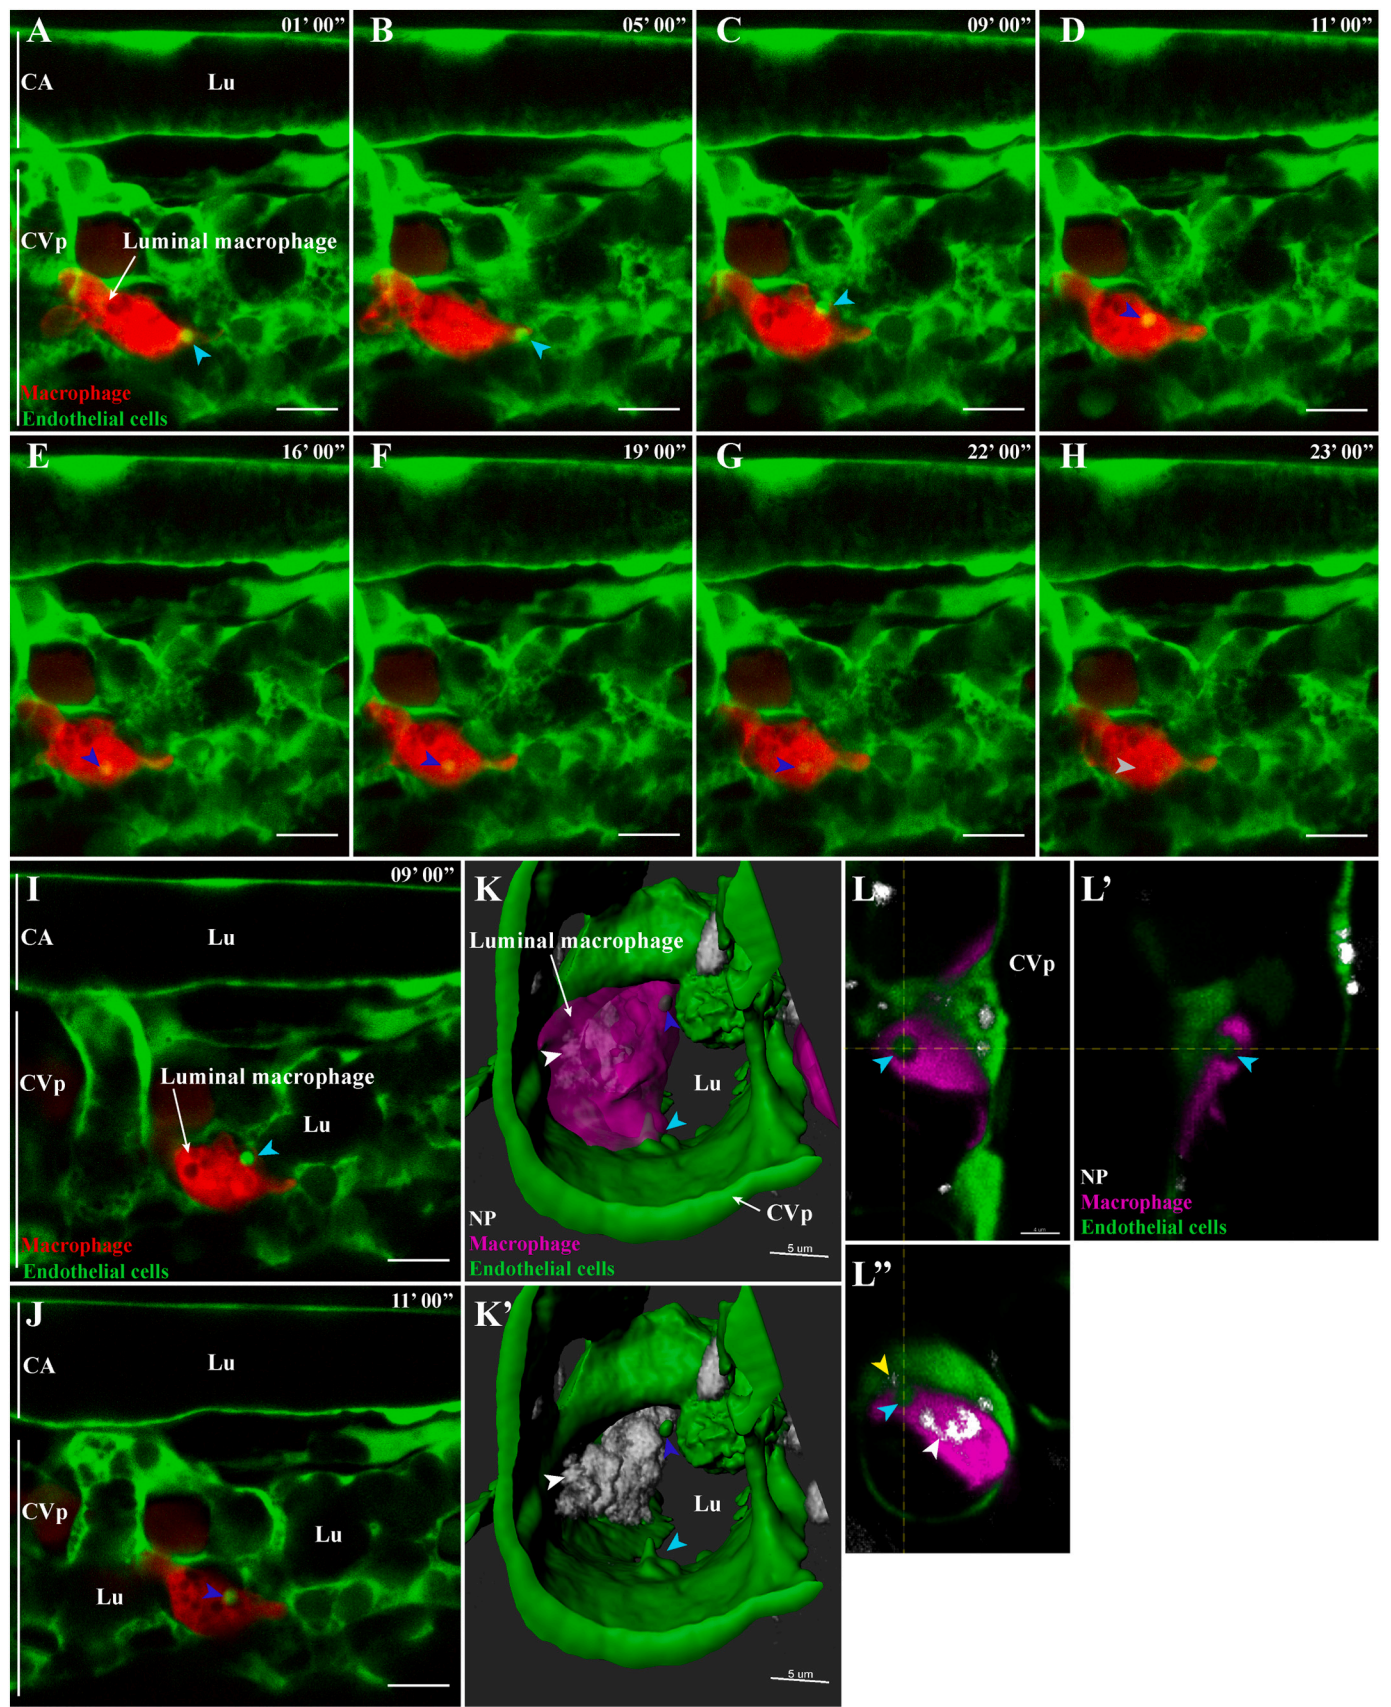 A 01’ 00”
CA Lu
CVp Luminal macrophage
Macrophage
Endothelial cells
B 05’ 00”
C 09’ 00”
D 11’ 00”
E 16’ 00”
F 19’ 00”
G 22’ 00”
H 23’ 00”
I 09’ 00”
CA Lu
CVp
Luminal macrophage
Lu
Macrophage
Endothelial cells
J 11’ 00”
CA Lu
CVp
Lu
Lu
K
Luminal macrophage
Lu
CVp
NP
Macrophage
Endothelial cells
5 um
K’
Lu
5 um
L
CVp
4 um
L’
NP
Macrophage
Endothelial cells
L”